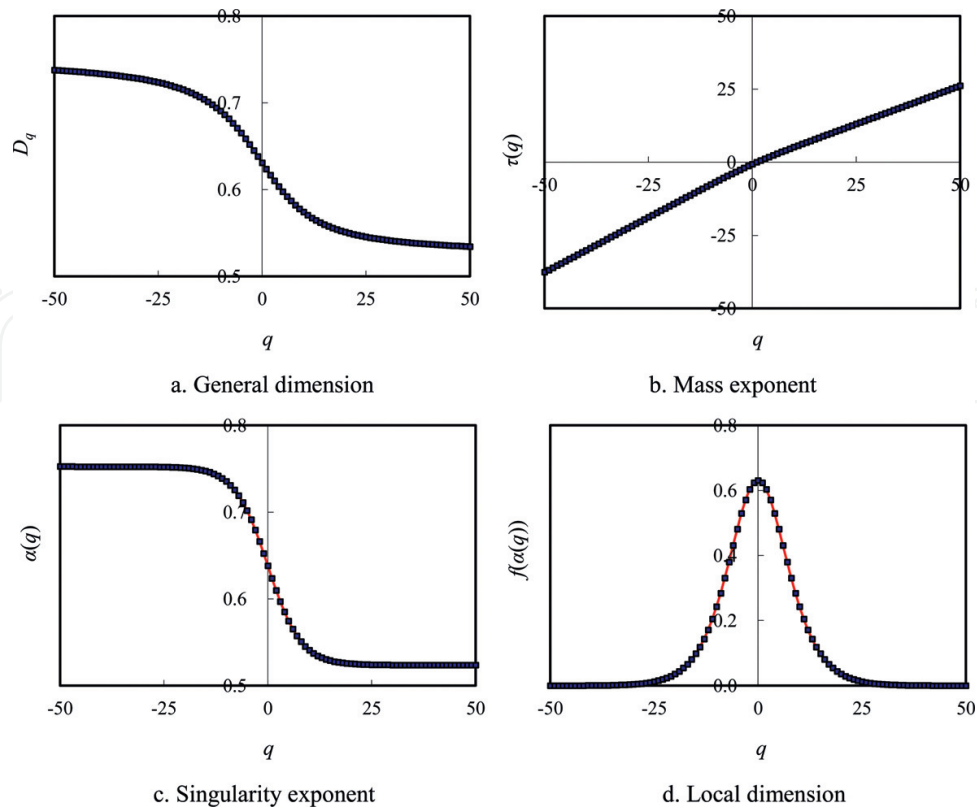 0.8
0.7
0.6
0.5
-50 -25 0 25 50
D_q
q
a. General dimension
50
25
0
-25
-50
-50 -25 0 25 50
τ(q)
q
b. Mass exponent
0.8
0.7
0.6
0.5
-50 -25 0 25 50
α(q)
q
c. Singularity exponent
0.8
0.6
0.4
0.2
0.0
-50 -25 0 25 50
f(α(q))
q
d. Local dimension